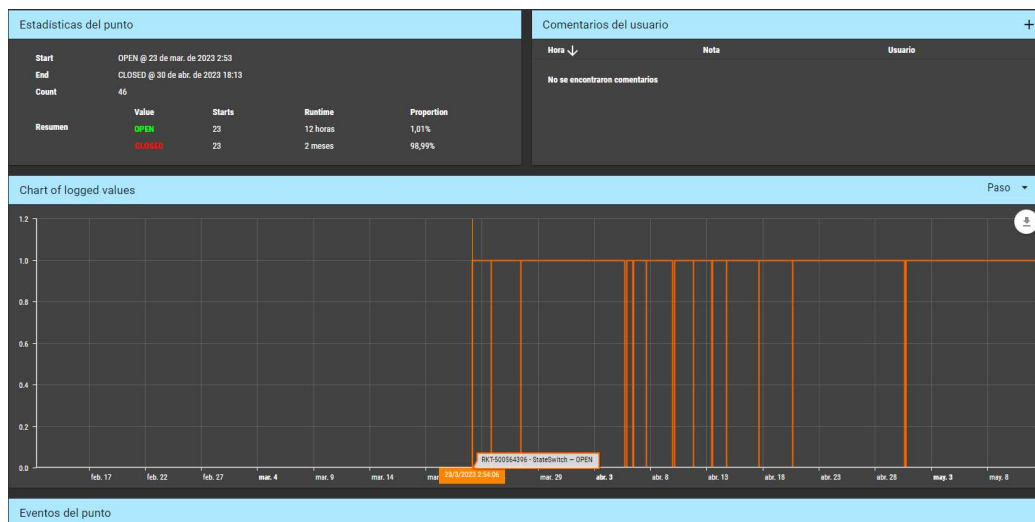 Estadísticas del punto
Start OPEN @ 23 de mar. de 2023 2:53
End CLOSED @ 30 de abr. de 2023 18:13
Count 46
Value Starts Runtime Proportion
Resumen OPEN 23 12 horas 1,01%
CLOSED 23 2 meses 98,99%
Comentarios del usuario +
Hora Nota Usuario
No se encontraron comentarios
Chart of logged values Paso
1.2
1.0
0.8
0.6
0.4
0.2
0.0
RKT-500564396 - StateSwitch — OPEN
feb. 17 feb. 22 feb. 27 mar. 4 mar. 9 mar. 14 mar 23/3/2023 2:54:06 mar. 29 abr. 3 abr. 8 abr. 13 abr. 18 abr. 23 abr. 28 may. 3 may. 8
Eventos del punto